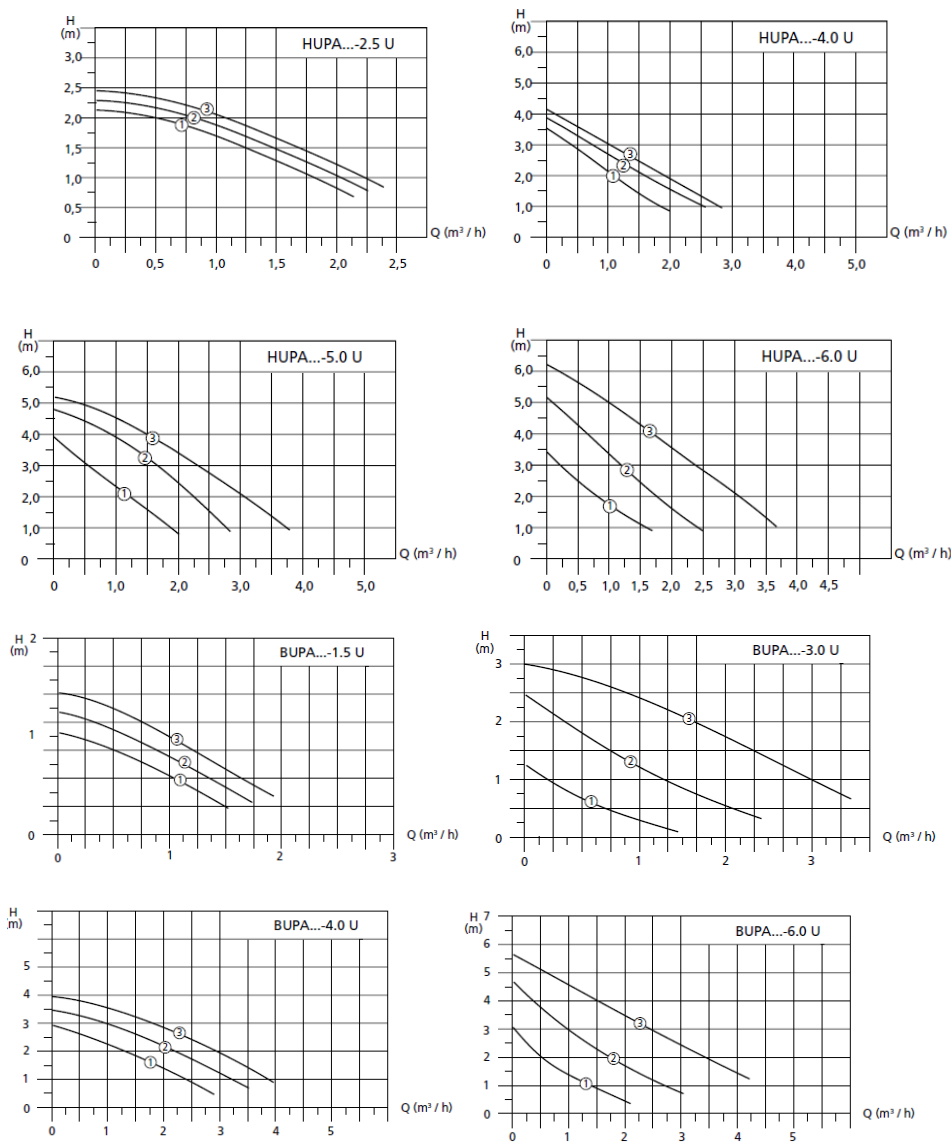 H
(m)
HUPA...-2.5 U
3,0
2,5
2,0
1,5
1,0
0,5
0
1
2
3
Q (m³ / h)
0 0,5 1,0 1,5 2,0 2,5
H
(m)
HUPA...-4.0 U
6,0
5,0
4,0
3,0
2,0
1,0
0
1
2
3
Q (m³ / h)
0 1,0 2,0 3,0 4,0 5,0
H
(m)
HUPA...-5.0 U
6,0
5,0
4,0
3,0
2,0
1,0
0
1
2
3
Q (m³ / h)
0 1,0 2,0 3,0 4,0 5,0
H
(m)
HUPA...-6.0 U
6,0
5,0
4,0
3,0
2,0
1,0
0
1
2
3
Q (m³ / h)
0 0,5 1,0 1,5 2,0 2,5 3,0 3,5 4,0 4,5
H 2
(m)
BUPA...-1.5 U
1
0
1
2
3
Q (m³ / h)
0 1 2 3
H
(m)
BUPA...-3.0 U
3
2
1
0
1
2
3
Q (m³ / h)
0 1 2 3
H
(m)
BUPA...-4.0 U
5
4
3
2
1
0
1
2
3
Q (m³ / h)
0 1 2 3 4 5
H 7
(m)
BUPA...-6.0 U
6
5
4
3
2
1
0
1
2
3
Q (m³ / h)
0 1 2 3 4 5